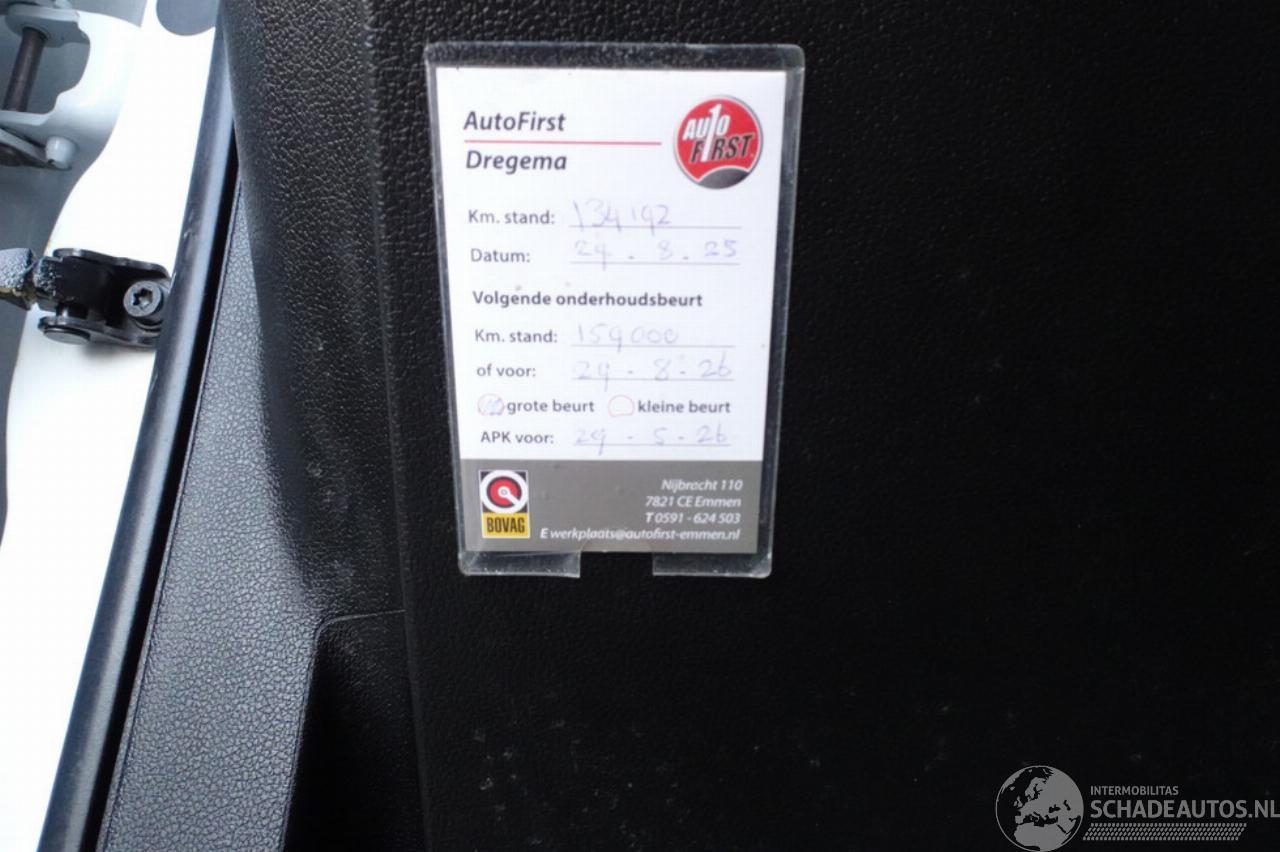 AutoFirst
Dregema
AUTO 1 FIRST
Km. stand: 134192
Datum: 29 - 8 - 25
Volgende onderhoudsbeurt
Km. stand: 159000
of voor: 29 - 8 - 26
grote beurt kleine beurt
APK voor: 29 - 5 - 26
BOVAG
Nijbracht 110
7821 CE Emmen
T 0591 - 624 503
E werkplaats@autofirst-emmen.nl
INTERMOBILITAS
SCHADEAUTOS.NL